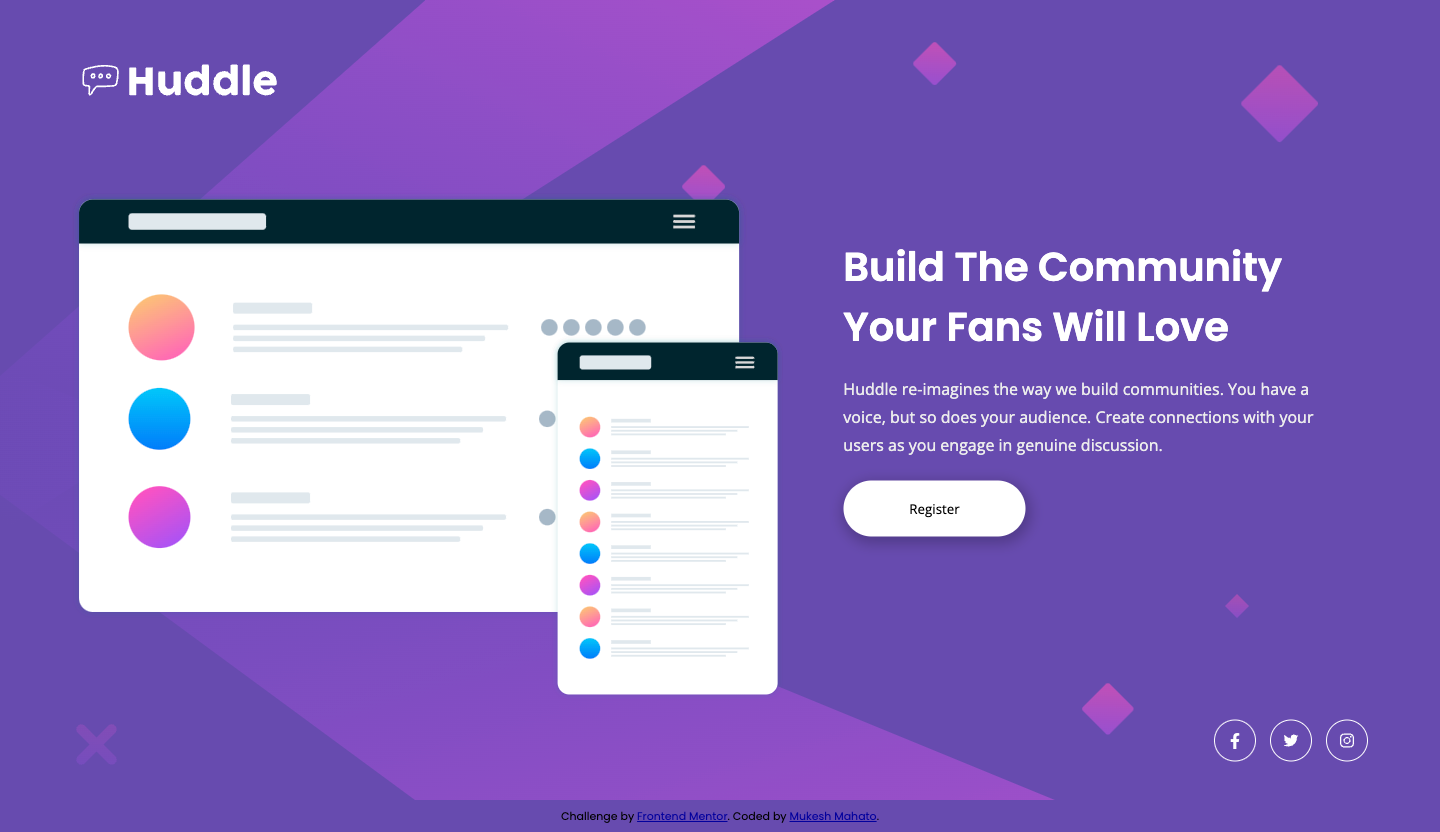 Huddle
Build The Community
Your Fans Will Love
Huddle re-imagines the way we build communities. You have a
voice, but so does your audience. Create connections with your
users as you engage in genuine discussion.
Register
Challenge by Frontend Mentor. Coded by Mukesh Mahato.